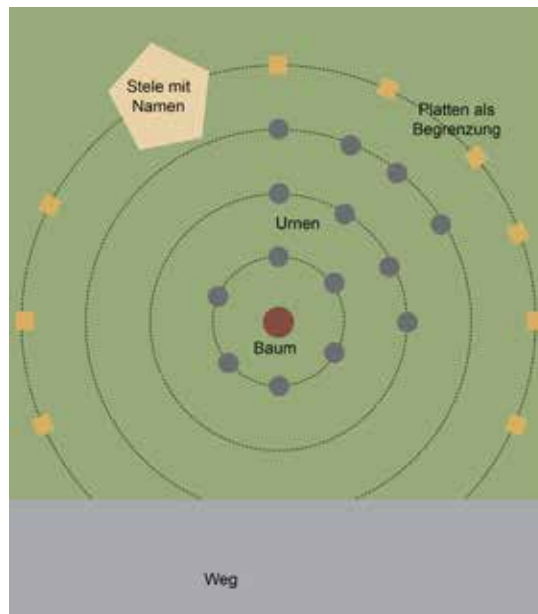 Stele mit
Namen
Platten als
Begrenzung
Urnen
Baum
Weg